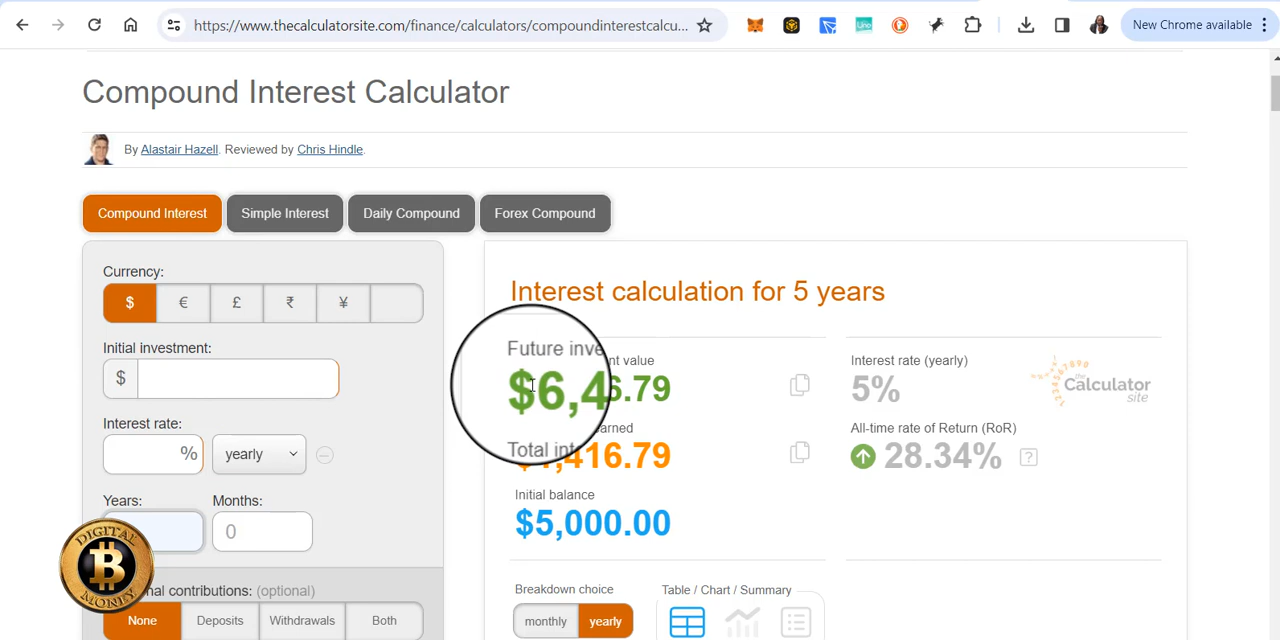 https://www.thecalculatorsite.com/finance/calculators/compoundinterestcalcu...
New Chrome available
Compound Interest Calculator
By Alastair Hazell. Reviewed by Chris Hindle.
Compound Interest
Simple Interest
Daily Compound
Forex Compound
Currency:
$ € £ ₹ ¥
Initial investment:
$
Interest rate:
%
yearly
Years:
Months:
0
nal contributions: (optional)
None
Deposits
Withdrawals
Both
DIGITAL
MONEY
Interest calculation for 5 years
Future inve nt value
$6,4 6.79
Total int arned
,416.79
Initial balance
$5,000.00
Interest rate (yearly)
5%
All-time rate of Return (RoR)
28.34%
?
the
Calculator
site
Breakdown choice
monthly
yearly
Table / Chart / Summary